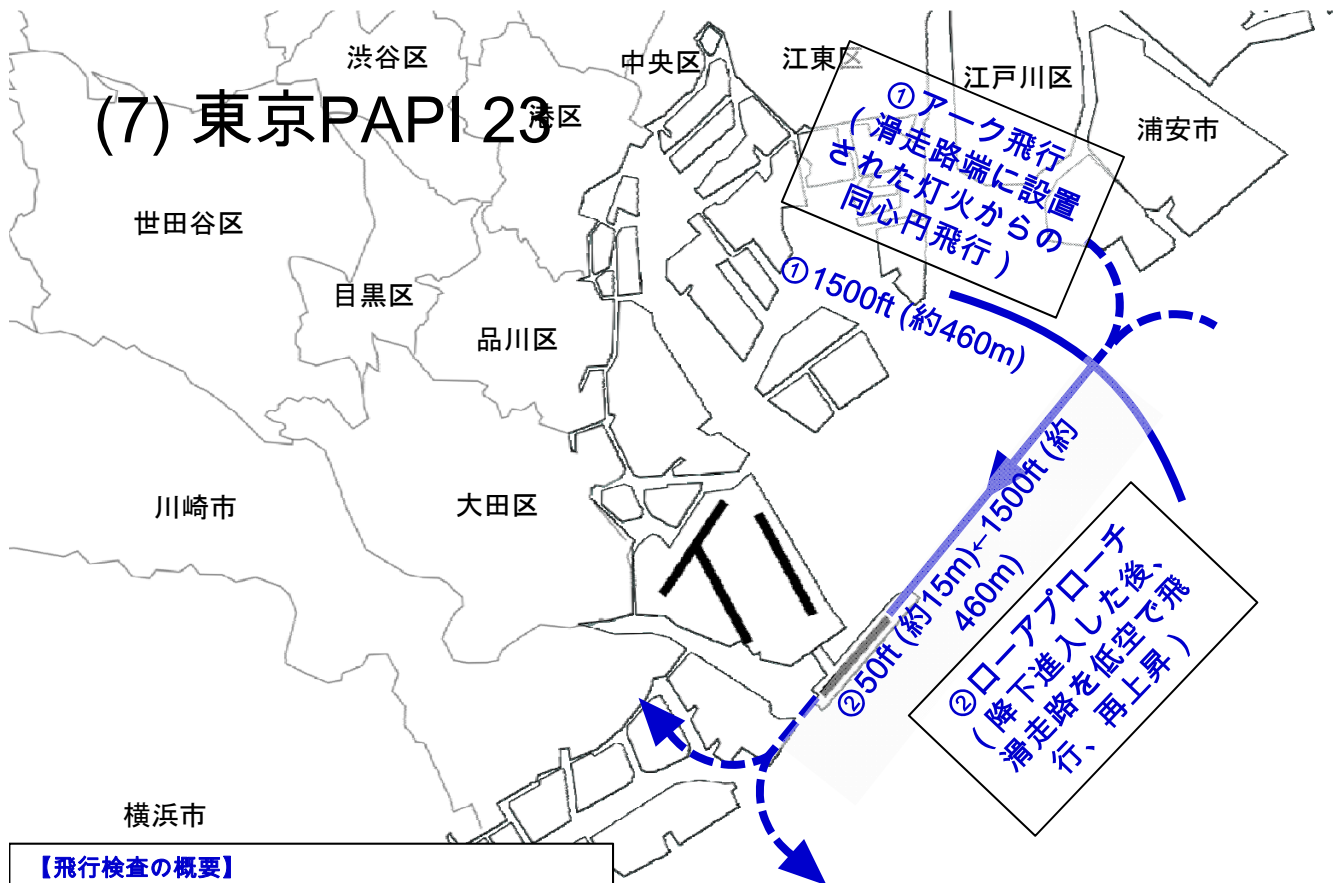 (7) 東京PAPI 23
渋谷区
港区
中央区
江東区
江戸川区
浦安市
世田谷区
目黒区
品川区
川崎市
大田区
横浜市
①アーク飛行
(滑走路端に設置
された灯火からの
同心円飛行)
①1500ft (約460m)
②50ft (約15m)←1500ft (約
460m)
②ローアプローチ
(降下進入した後、
滑走路を低空で飛
行、再上昇)
【飛行検査の概要】